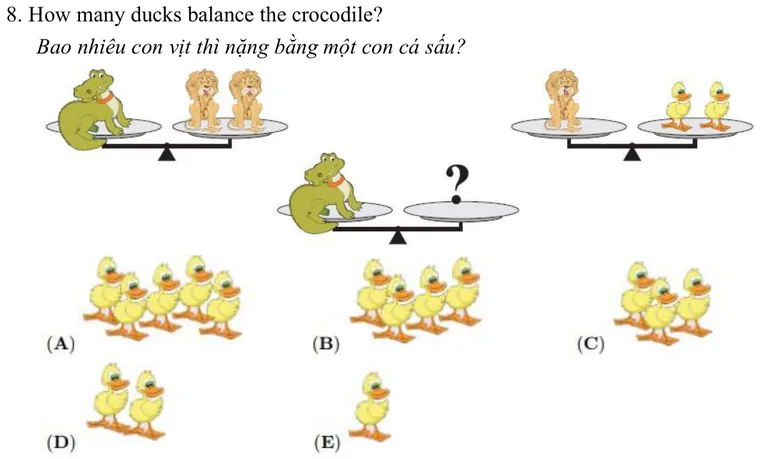 8. How many ducks balance the crocodile?
Bao nhiêu con vịt thì nặng bằng một con cá sấu?
?
(A)
(B)
(C)
(D)
(E)